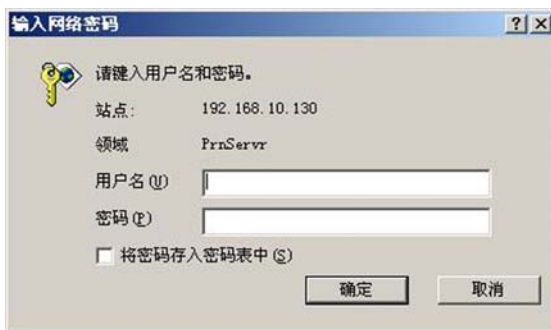 输入网络密码
请键入用户名和密码。
站点: 192.168.10.130
领域 PrnServr
用户名(U)
密码(P)
将密码存入密码表中(S)
确定 取消